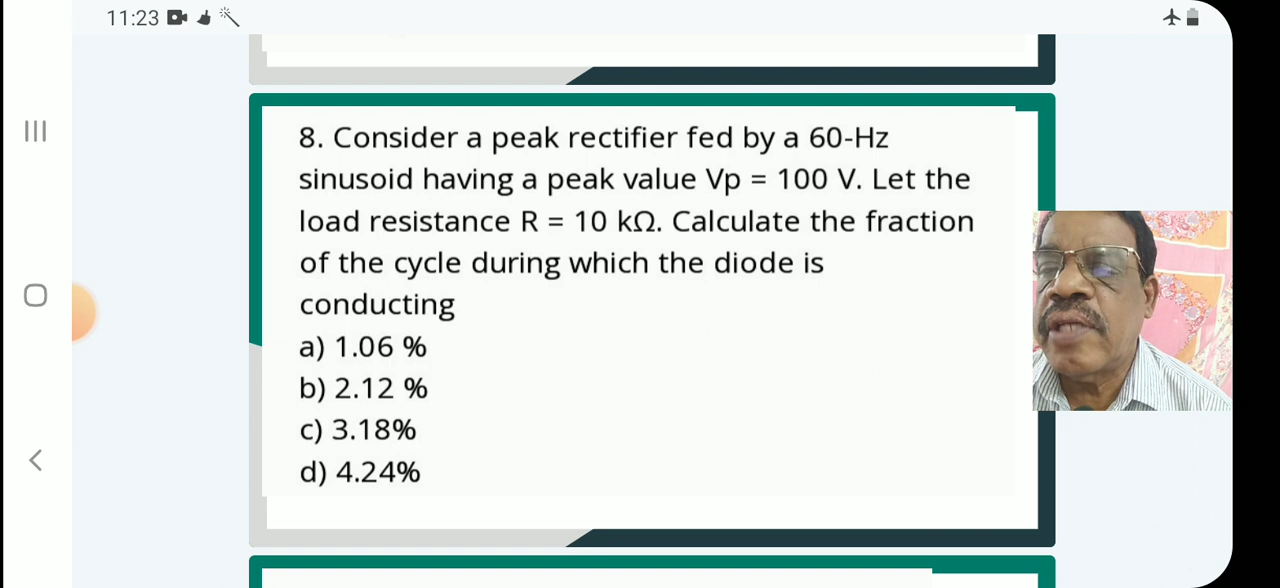 11:23
8. Consider a peak rectifier fed by a 60-Hz
sinusoid having a peak value Vp = 100 V. Let the
load resistance R = 10 kΩ. Calculate the fraction
of the cycle during which the diode is
conducting
a) 1.06 %
b) 2.12 %
c) 3.18%
d) 4.24%